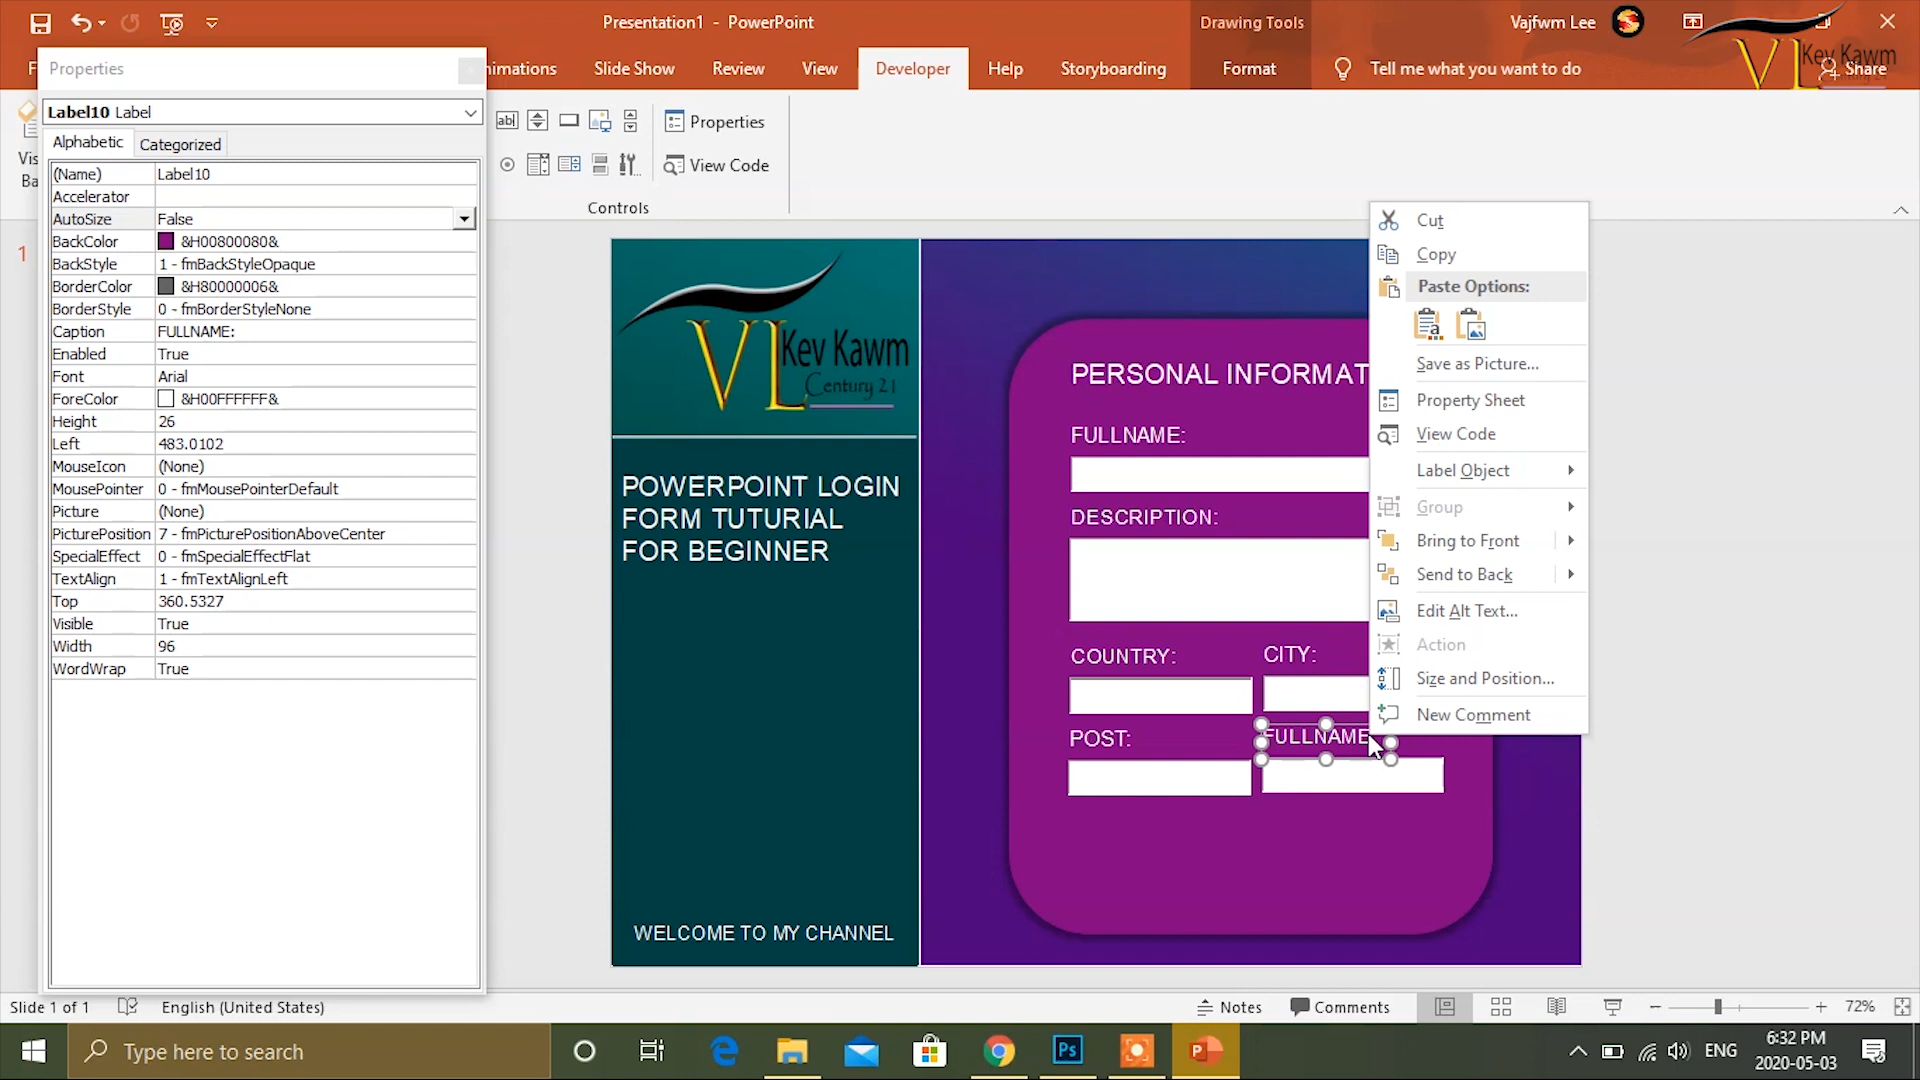 Presentation1 - PowerPoint
Drawing Tools
Vajfwm Lee
Properties
Animations
Slide Show
Review
View
Developer
Help
Storyboarding
Format
Tell me what you want to do
Share
VL Kev Kawm
Label10 Label
Alphabetic
Categorized
(Name) Label10
Accelerator
AutoSize False
BackColor &H00800080&
BackStyle 1 - fmBackStyleOpaque
BorderColor &H80000006&
BorderStyle 0 - fmBorderStyleNone
Caption FULLNAME:
Enabled True
Font Arial
ForeColor &H00FFFFFF&
Height 26
Left 483.0102
MouseIcon (None)
MousePointer 0 - fmMousePointerDefault
Picture (None)
PicturePosition 7 - fmPicturePositionAboveCenter
SpecialEffect 0 - fmSpecialEffectFlat
TextAlign 1 - fmTextAlignLeft
Top 360.5327
Visible True
Width 96
WordWrap True
abl
Properties
View Code
Controls
1
VL Kev Kawm
Century 21
POWERPOINT LOGIN
FORM TUTURIAL
FOR BEGINNER
WELCOME TO MY CHANNEL
PERSONAL INFORMAT
FULLNAME:
DESCRIPTION:
COUNTRY:
CITY:
POST:
FULLNAME
Cut
Copy
Paste Options:
Save as Picture...
Property Sheet
View Code
Label Object
Group
Bring to Front
Send to Back
Edit Alt Text...
Action
Size and Position...
New Comment
Slide 1 of 1
English (United States)
Notes
Comments
72%
Type here to search
Ps
ENG
6:32 PM
2020-05-03